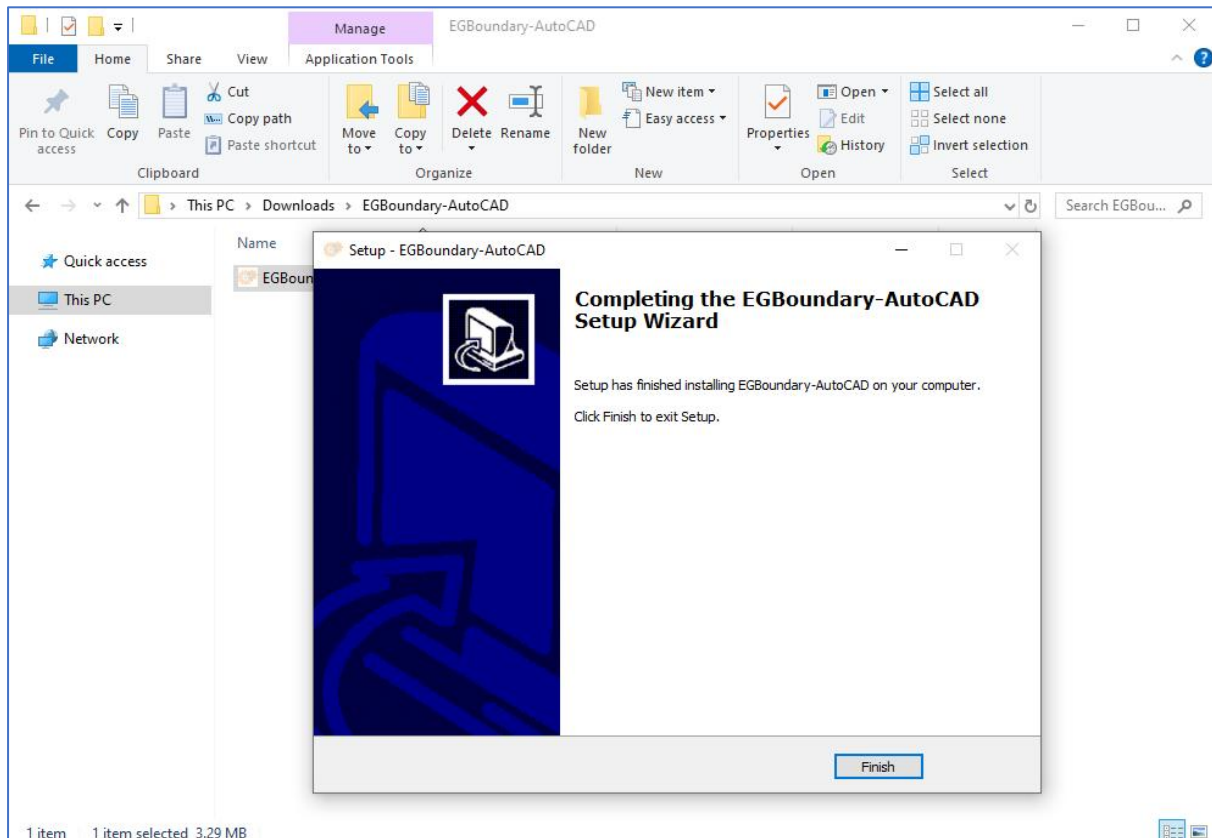 Manage
EGBoundary-AutoCAD
File Home Share View Application Tools
Pin to Quick access
Copy
Paste
Cut
Copy path
Paste shortcut
Clipboard
Move to
Copy to
Delete
Rename
Organize
New folder
New item
Easy access
New
Properties
Open
Edit
History
Open
Select all
Select none
Invert selection
Select
This PC > Downloads > EGBoundary-AutoCAD
Search EGBou...
Quick access
This PC
Network
Name
EGBoun
Setup - EGBoundary-AutoCAD
Completing the EGBoundary-AutoCAD
Setup Wizard
Setup has finished installing EGBoundary-AutoCAD on your computer.
Click Finish to exit Setup.
Finish
1 item 1 item selected 3.29 MB